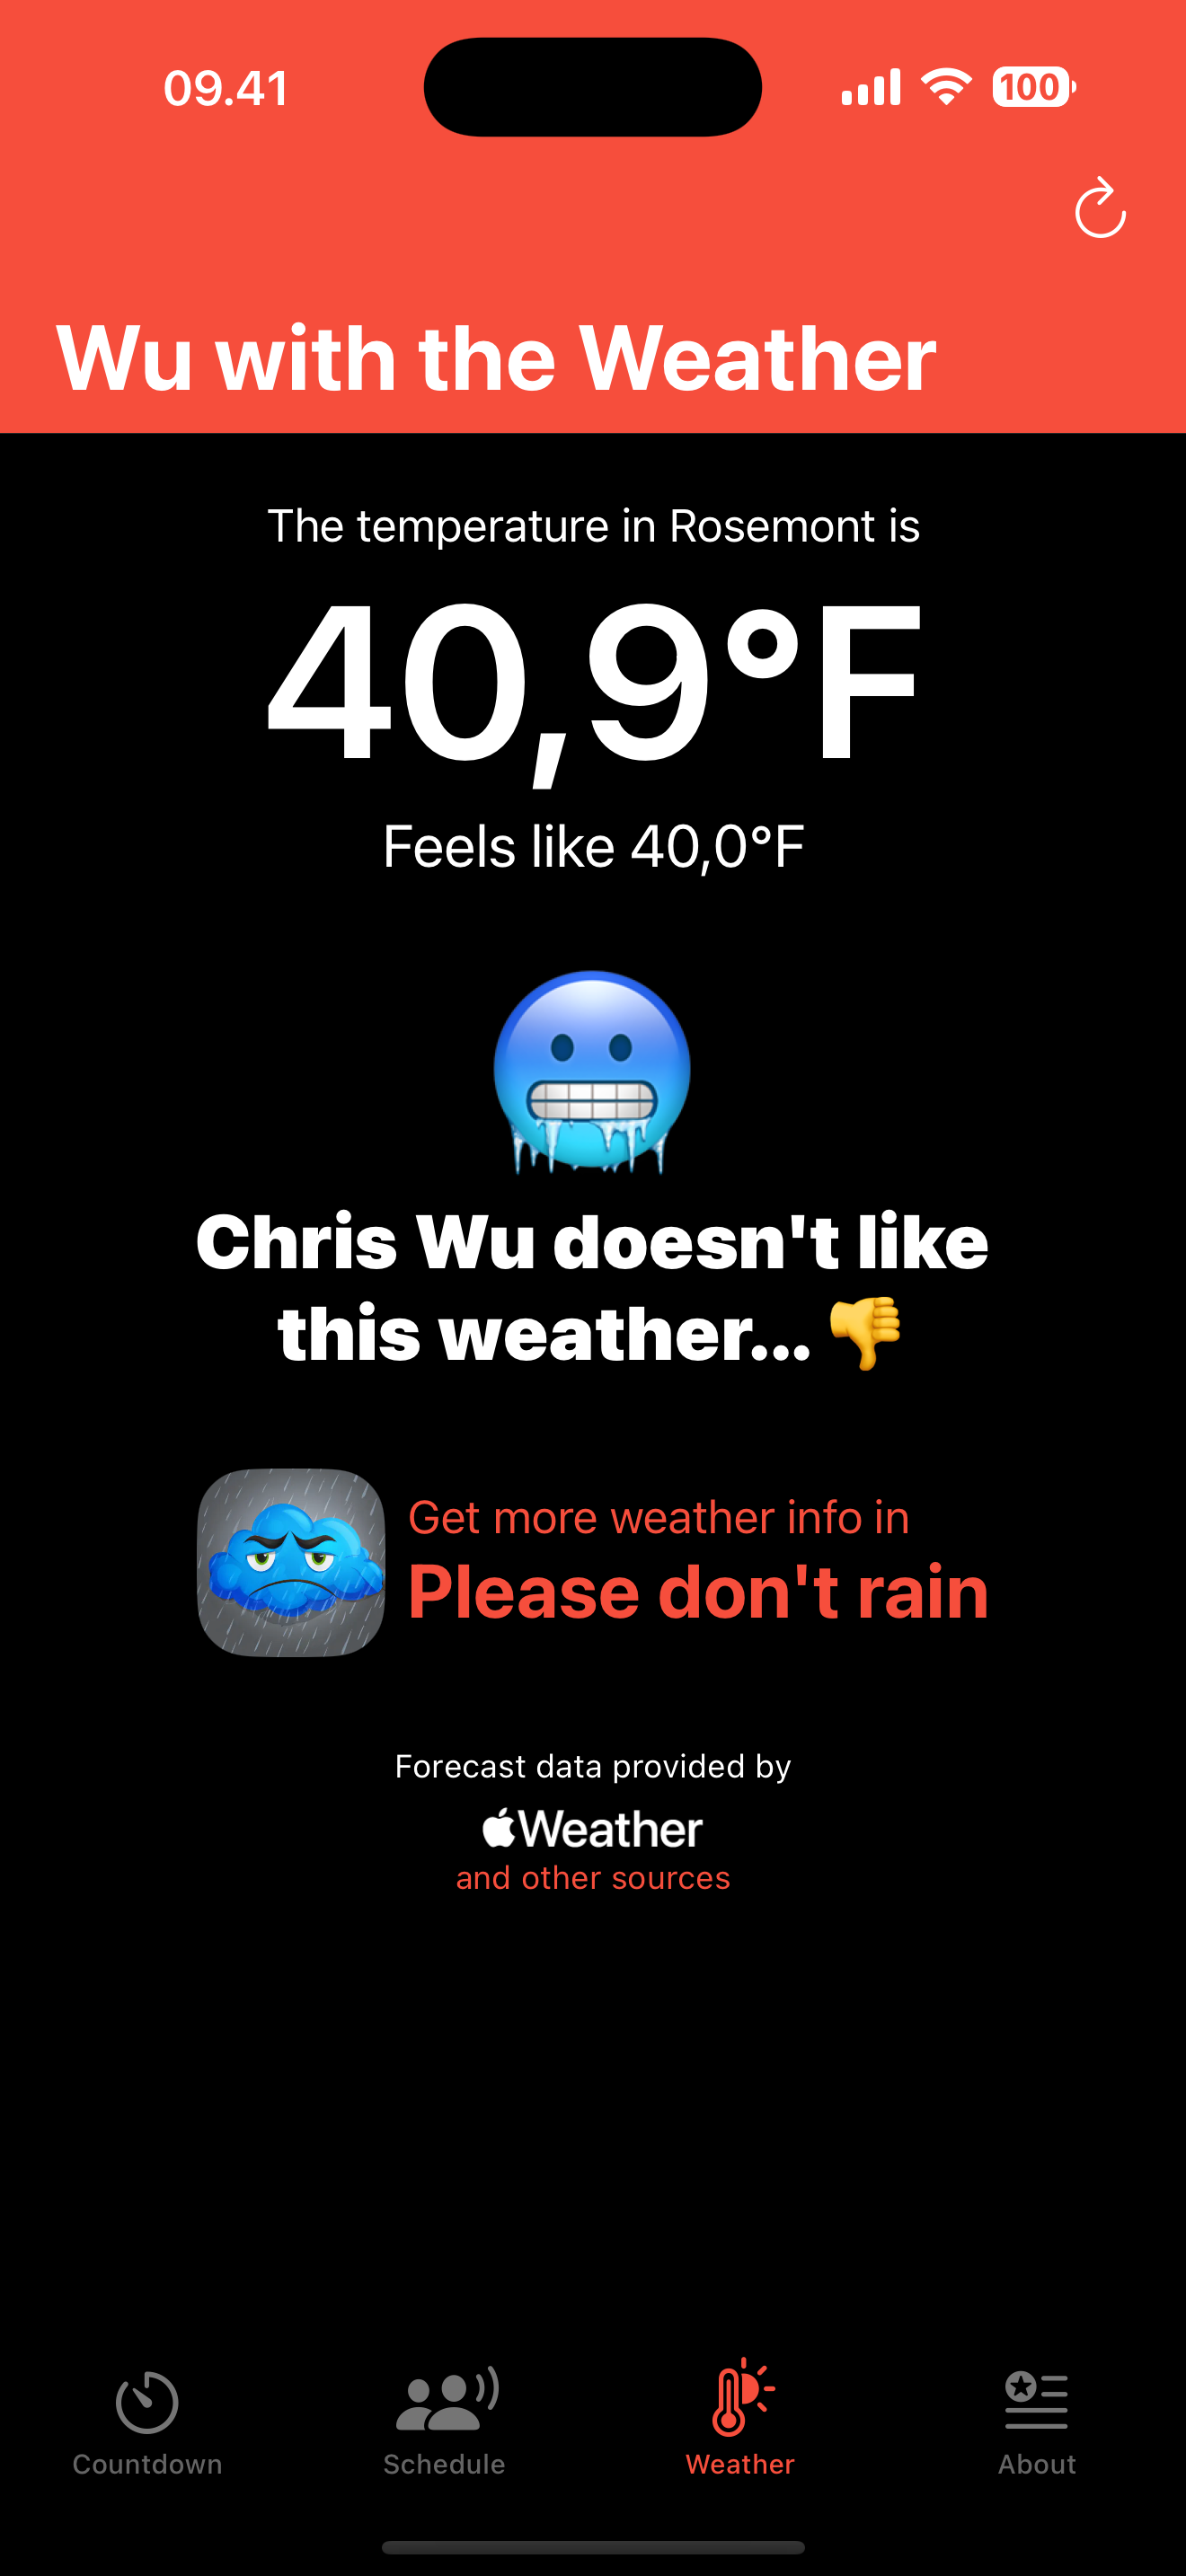 09.41
100
Wu with the Weather
The temperature in Rosemont is
40,9°F
Feels like 40,0°F
Chris Wu doesn't like
this weather... 👎
Get more weather info in
Please don't rain
Forecast data provided by
Weather
and other sources
Countdown
Schedule
Weather
About